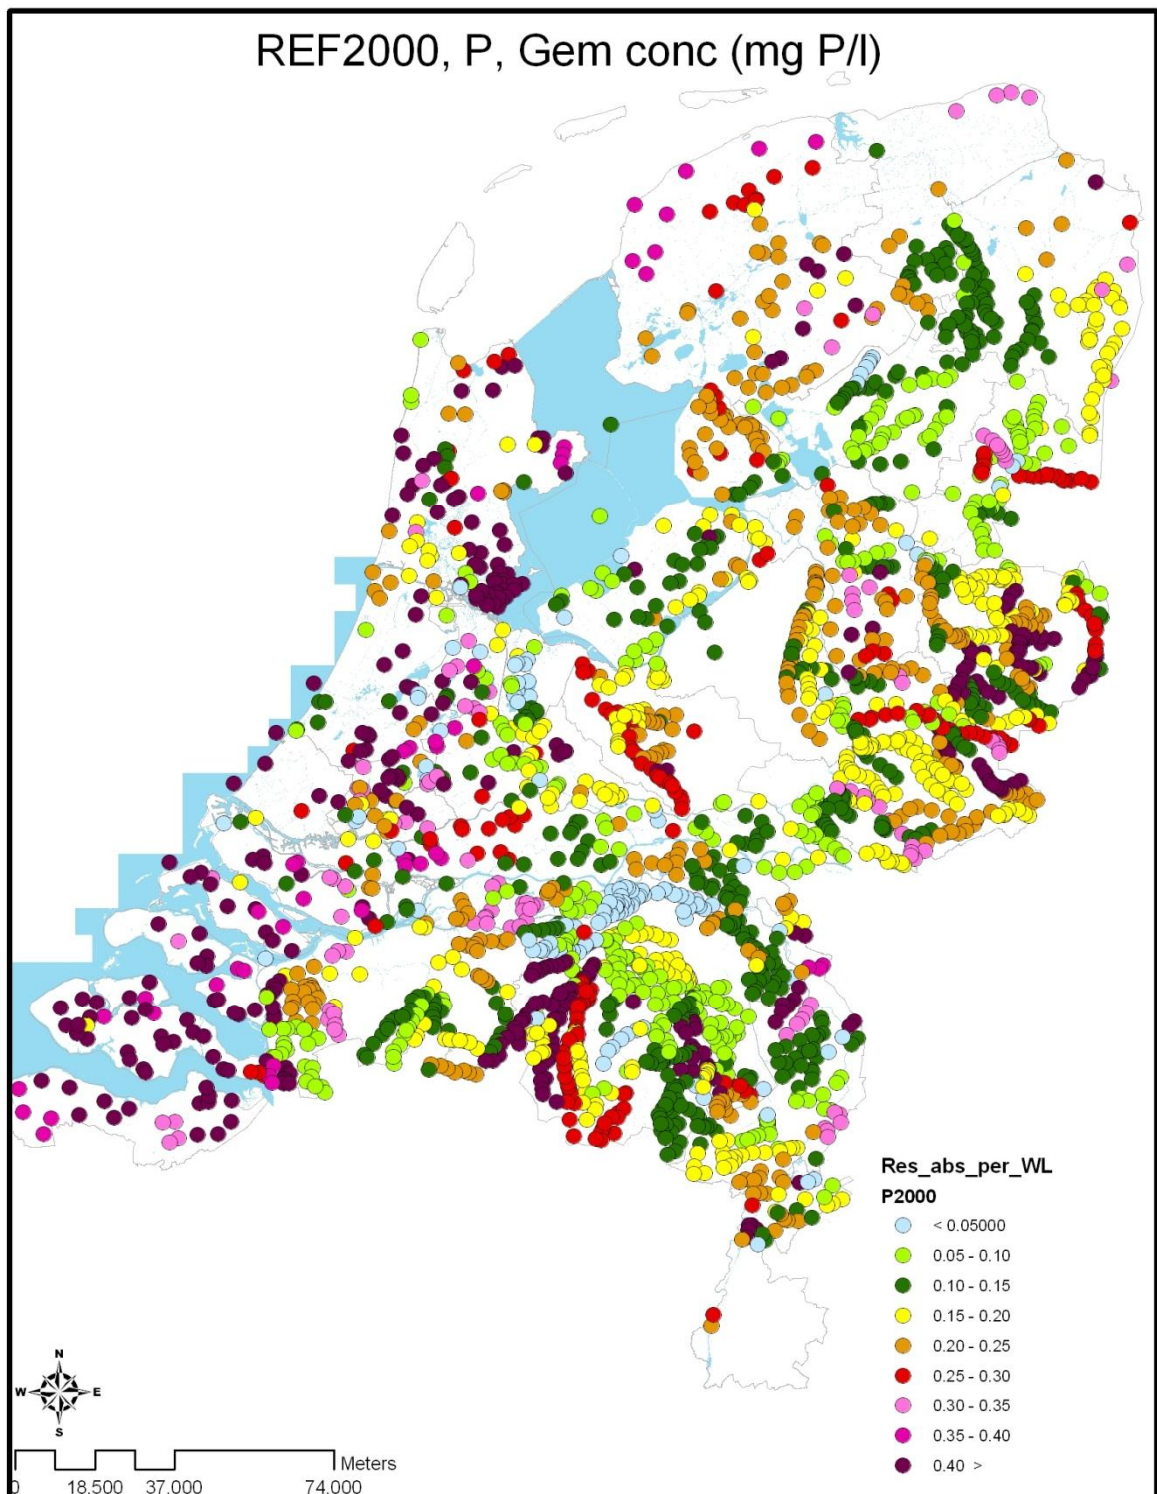 REF2000, P, Gem conc (mg P/l)
Res_abs_per_WL
P2000
< 0.05000
0.05 - 0.10
0.10 - 0.15
0.15 - 0.20
0.20 - 0.25
0.25 - 0.30
0.30 - 0.35
0.35 - 0.40
0.40 >
N
W E
S
Meters
0 18.500 37.000 74.000